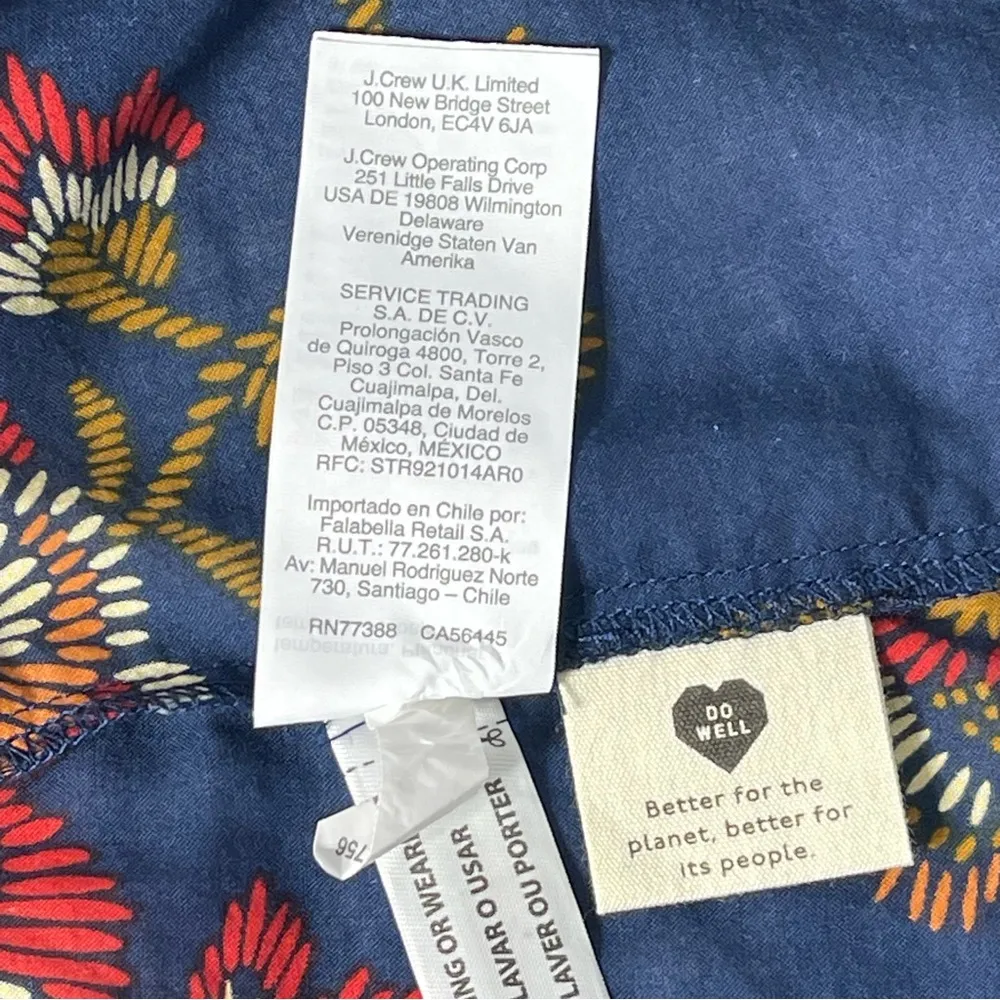 J.Crew U.K. Limited
100 New Bridge Street
London, EC4V 6JA
J.Crew Operating Corp
251 Little Falls Drive
USA DE 19808 Wilmington
Delaware
Verenidge Staten Van
Amerika
SERVICE TRADING
S.A. DE C.V.
Prolongación Vasco
de Quiroga 4800, Torre 2,
Piso 3 Col. Santa Fe
Cuajimalpa, Del.
Cuajimalpa de Morelos
C.P. 05348, Ciudad de
México, MÉXICO
RFC: STR921014AR0
Importado en Chile por:
Falabella Retail S.A.
R.U.T.: 77.261.280-k
Av: Manuel Rodriguez Norte
730, Santiago – Chile
RN77388 CA56445
756
NG OR WEARI
LAVAR O USAR
LAVER OU PORTER
DO
WELL
Better for the
planet, better for
its people.